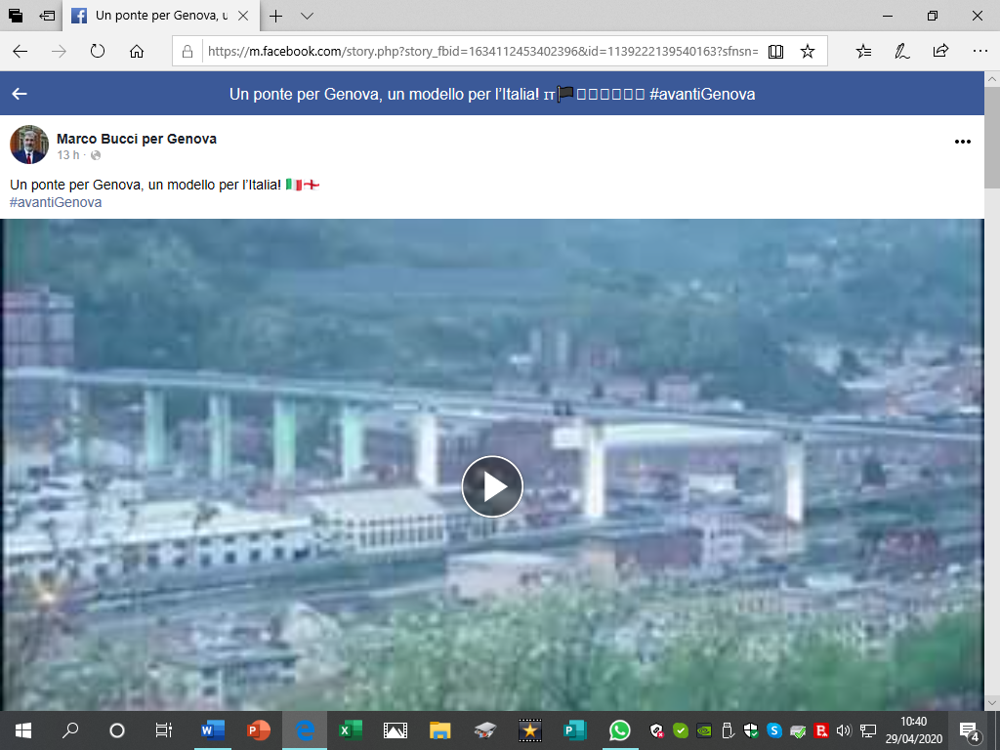 Un ponte per Genova, u
https://m.facebook.com/story.php?story_fbid=1634112453402396&id=1139222139540163?sfnsn=
Un ponte per Genova, un modello per l’Italia! IT🏴□□□□□□ #avantiGenova
Marco Bucci per Genova
13 h ·
Un ponte per Genova, un modello per l’Italia! 🇮🇹🏴󠁧󠁢󠁥󠁮󠁧󠁿
#avantiGenova
10:40
29/04/2020
4